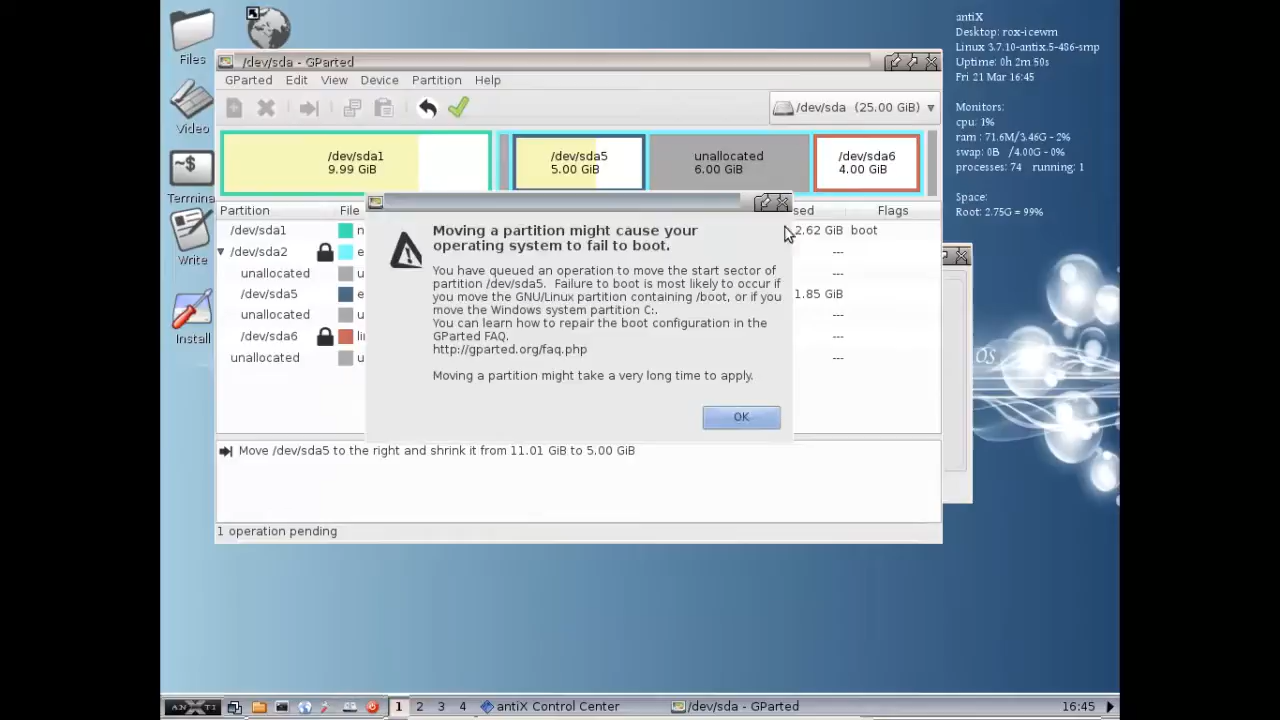 Files
Video
Termina
Write
Install
antiX
Desktop: rox-icewm
Linux 3.7.10-antix.5-486-smp
Uptime: 0h 2m 50s
Fri 21 Mar 16:45
Monitors:
cpu: 1%
ram : 71.6M/3.46G - 2%
swap: 0B /4.00G - 0%
processes: 74 running: 1
Space:
Root: 2.75G = 99%
/dev/sda - GParted
GParted Edit View Device Partition Help
/dev/sda (25.00 GiB)
/dev/sda1
9.99 GiB
/dev/sda5
5.00 GiB
unallocated
6.00 GiB
/dev/sda6
4.00 GiB
Partition File sed Flags
/dev/sda1 n 2.62 GiB boot
/dev/sda2 e ---
unallocated u ---
/dev/sda5 e 1.85 GiB
unallocated u ---
/dev/sda6 li ---
unallocated u ---
Moving a partition might cause your
operating system to fail to boot.
You have queued an operation to move the start sector of
partition /dev/sda5. Failure to boot is most likely to occur if
you move the GNU/Linux partition containing /boot, or if you
move the Windows system partition C:.
You can learn how to repair the boot configuration in the
GParted FAQ.
http://gparted.org/faq.php
Moving a partition might take a very long time to apply.
OK
Move /dev/sda5 to the right and shrink it from 11.01 GiB to 5.00 GiB
1 operation pending
OS
ANXTI 1 2 3 4 antiX Control Center /dev/sda - GParted 16:45